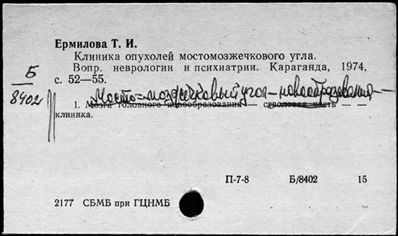 Ермилова Т. И.
Клиника опухолей мостомозжечкового угла.
Вопр. неврологии и психиатрии. Караганда, 1974,
с. 52—55.
Б
8402
Мосто-мозжечковый угол-новообразования-
1. Мозга головного новообразования — стволовая часть —
клиника.
П-7-8 Б/8402 15
2177 СБМБ при ГЦНМБ